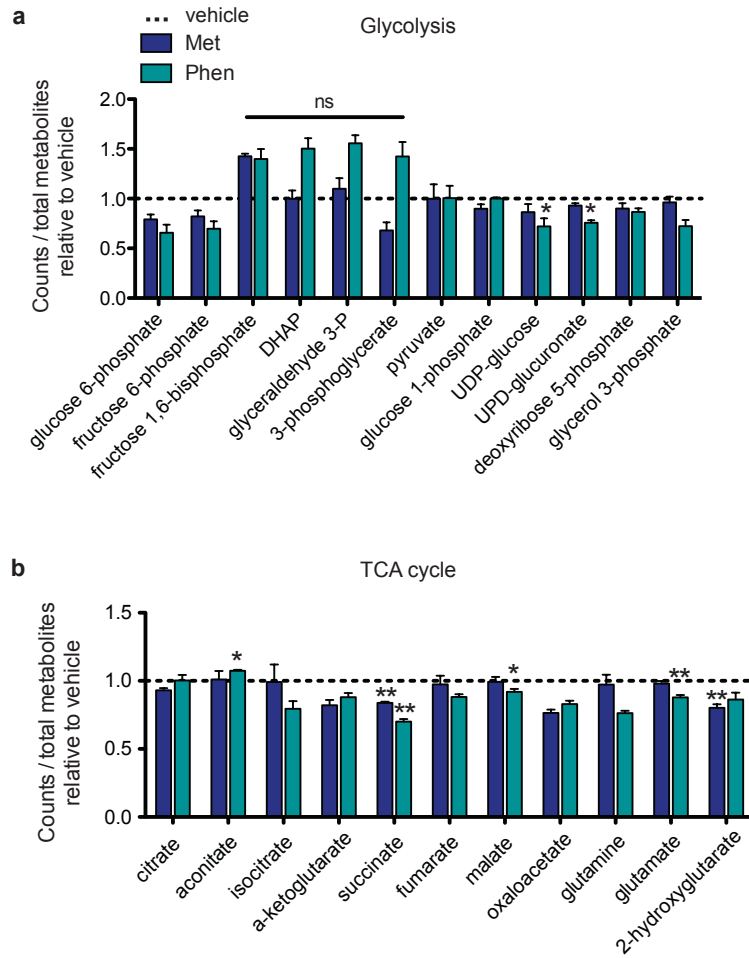 a
vehicle
Met
Phen
Glycolysis
ns
Counts / total metabolites
relative to vehicle
2.0
1.5
1.0
0.5
0.0
*
*
glucose 6-phosphate
fructose 6-phosphate
fructose 1,6-bisphosphate
DHAP
glyceraldehyde 3-P
3-phosphoglycerate
pyruvate
glucose 1-phosphate
UDP-glucose
UPD-glucuronate
deoxyribose 5-phosphate
glycerol 3-phosphate
b
TCA cycle
Counts / total metabolites
relative to vehicle
1.5
1.0
0.5
0.0
*
**
**
*
**
**
citrate
aconitate
isocitrate
a-ketoglutarate
succinate
fumarate
malate
oxaloacetate
glutamine
glutamate
2-hydroxyglutarate